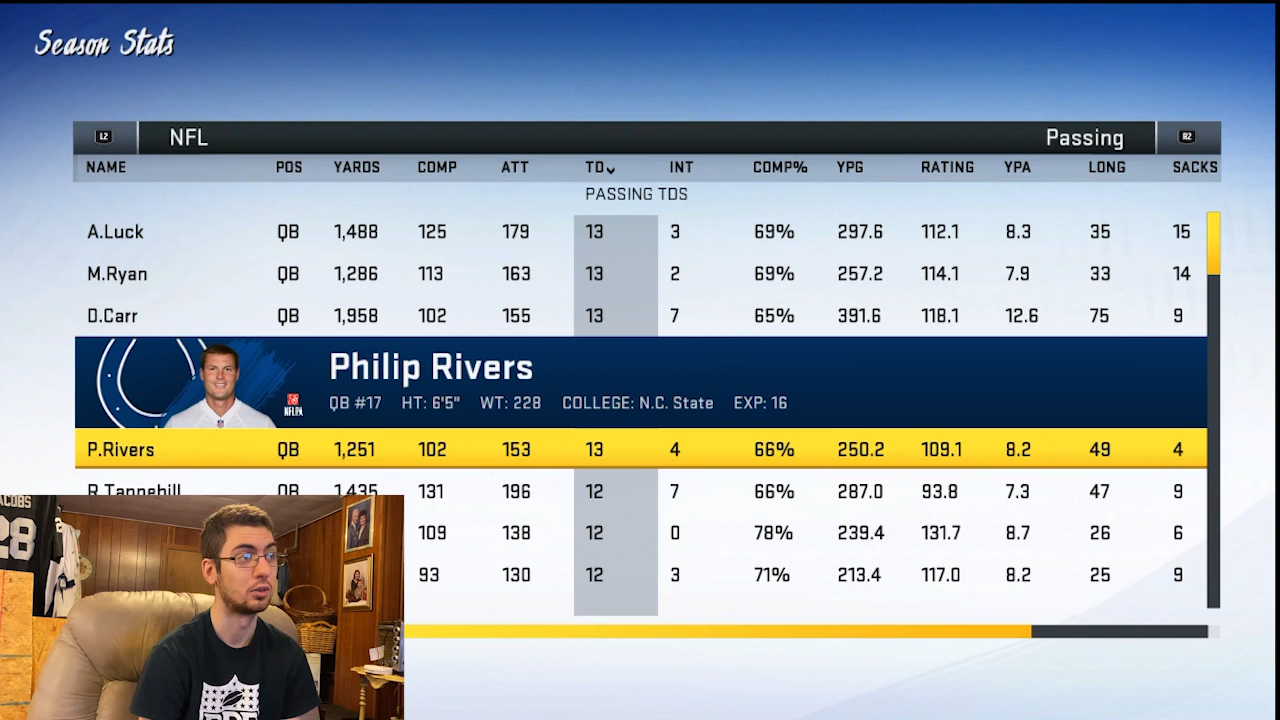 Season Stats
L2 NFL Passing R2
NAME POS YARDS COMP ATT TD INT COMP% YPG RATING YPA LONG SACKS
PASSING TDS
A.Luck QB 1,488 125 179 13 3 69% 297.6 112.1 8.3 35 15
M.Ryan QB 1,286 113 163 13 2 69% 257.2 114.1 7.9 33 14
D.Carr QB 1,958 102 155 13 7 65% 391.6 118.1 12.6 75 9
Philip Rivers
NFLPA
QB #17 HT: 6'5" WT: 228 COLLEGE: N.C. State EXP: 16
P.Rivers QB 1,251 102 153 13 4 66% 250.2 109.1 8.2 49 4
R.Tannehill QB 1,435 131 196 12 7 66% 287.0 93.8 7.3 47 9
109 138 12 0 78% 239.4 131.7 8.7 26 6
93 130 12 3 71% 213.4 117.0 8.2 25 9
ACOBS
28